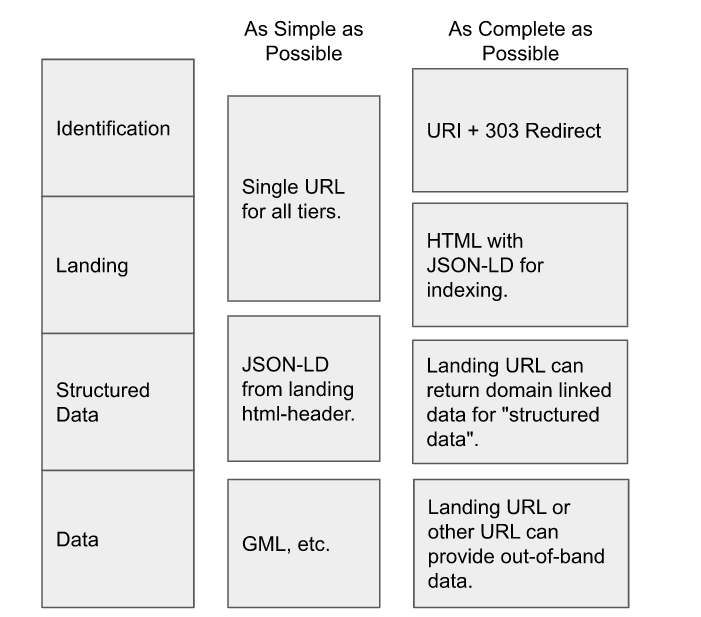 As Simple as
Possible
As Complete as
Possible
Identification
Landing
Structured
Data
Data
Single URL
for all tiers.
JSON-LD
from landing
html-header.
GML, etc.
URI + 303 Redirect
HTML with
JSON-LD for
indexing.
Landing URL can
return domain linked
data for "structured
data".
Landing URL or
other URL can
provide out-of-band
data.